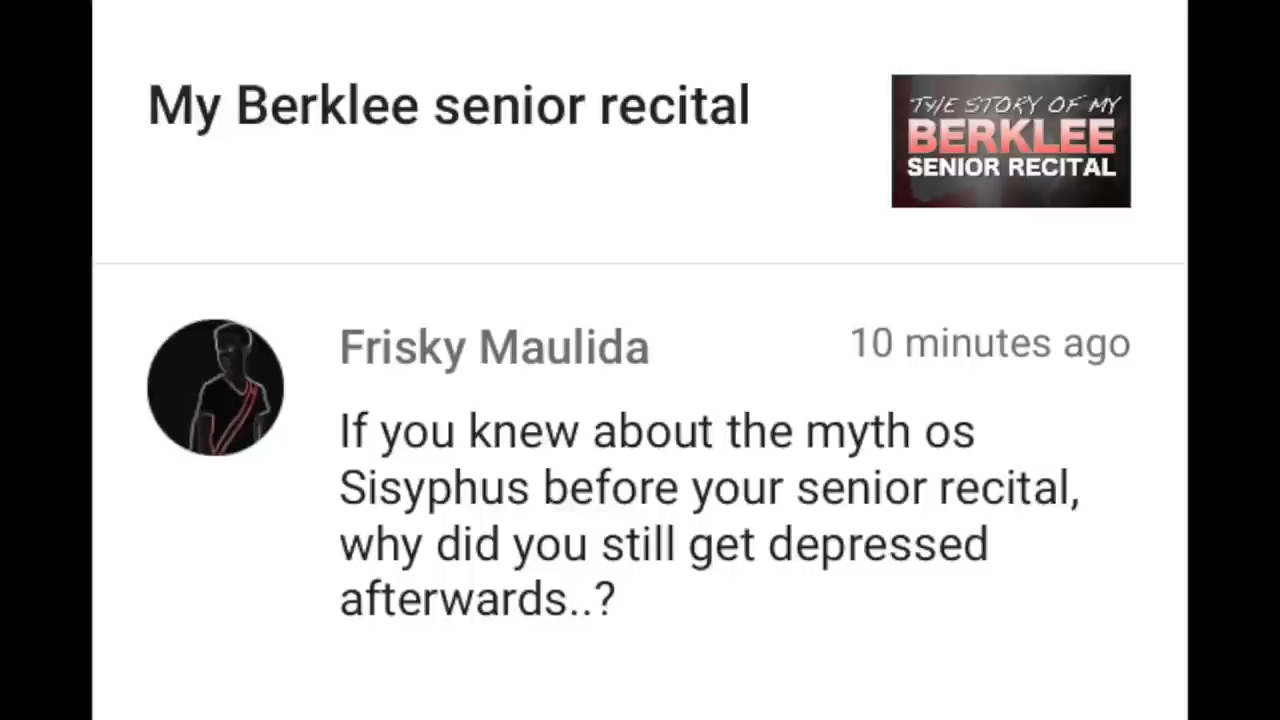 My Berklee senior recital
THE STORY OF MY
BERKLEE
SENIOR RECITAL
Frisky Maulida
10 minutes ago
If you knew about the myth os
Sisyphus before your senior recital,
why did you still get depressed
afterwards..?